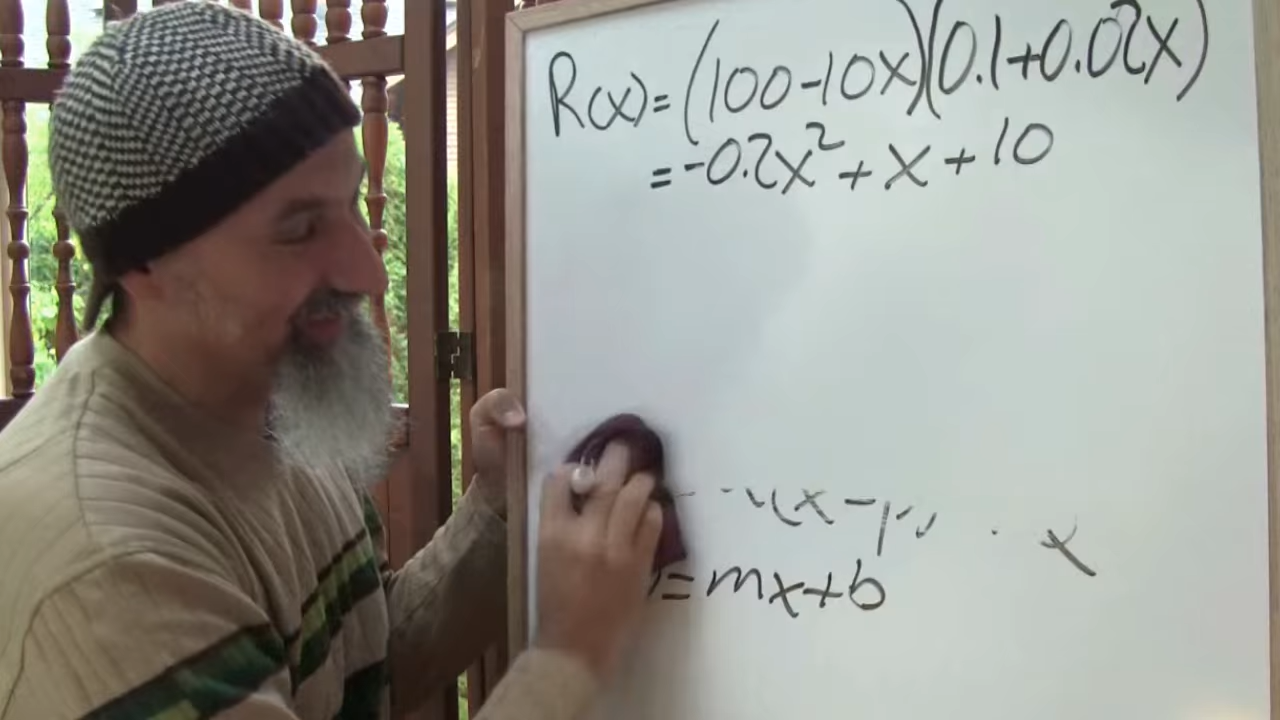 R(x)=(100-10x)(0.1+0.02x)
=-0.2x²+x+10
=mx+b